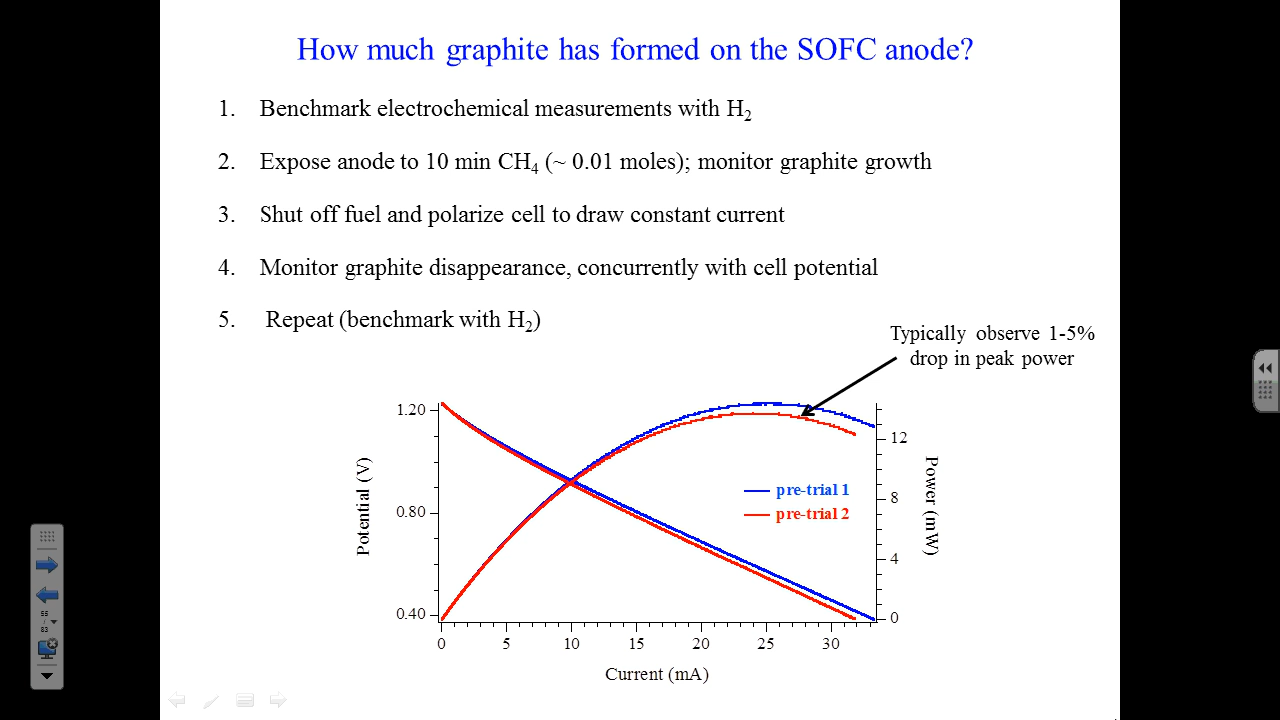 How much graphite has formed on the SOFC anode?
1. Benchmark electrochemical measurements with H2
2. Expose anode to 10 min CH4 (~ 0.01 moles); monitor graphite growth
3. Shut off fuel and polarize cell to draw constant current
4. Monitor graphite disappearance, concurrently with cell potential
5. Repeat (benchmark with H2)
Typically observe 1-5%
drop in peak power
1.20
0.80
0.40
Potential (V)
pre-trial 1
pre-trial 2
12
8
4
0
Power (mW)
0 5 10 15 20 25 30
Current (mA)
55
/
83